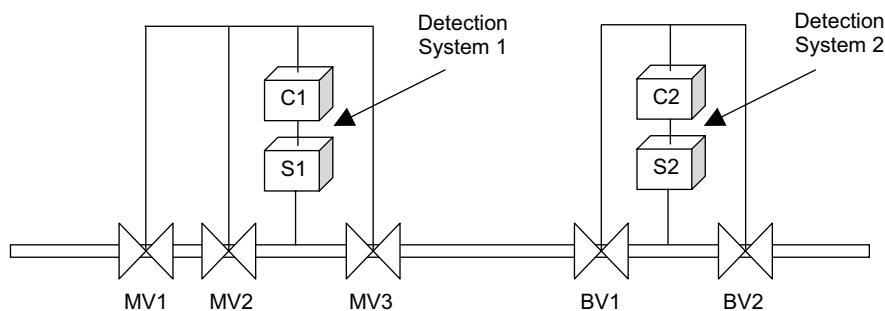 Detection
System 1
Detection
System 2
C1
C2
S1
S2
MV1
MV2
MV3
BV1
BV2